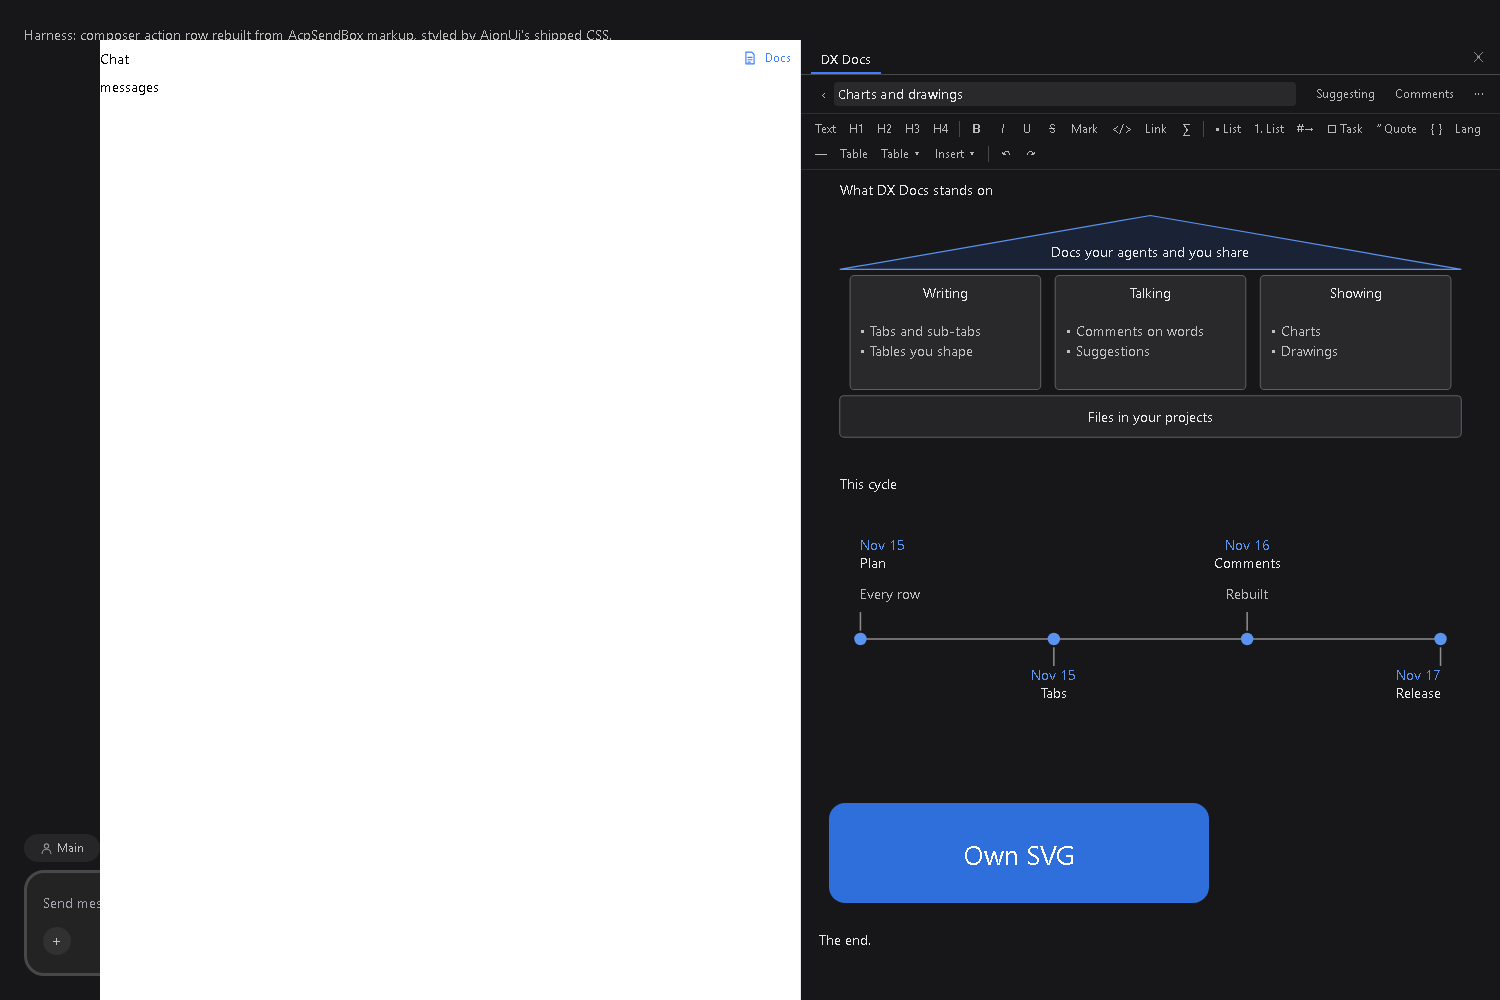 Harness: composer action row rebuilt from AcpSendBox markup, styled by AionUi's shipped CSS.
Chat
Docs
messages
Main
Send mes
+
DX Docs
‹ Charts and drawings Suggesting Comments ···
Text H1 H2 H3 H4 B I U S Mark </> Link ∑ • List 1. List #→ ☐ Task " Quote { } Lang
— Table Table ▾ Insert ▾ ↶ ↷
What DX Docs stands on
Docs your agents and you share
Writing
• Tabs and sub-tabs
• Tables you shape
Talking
• Comments on words
• Suggestions
Showing
• Charts
• Drawings
Files in your projects
This cycle
Nov 15
Plan
Every row
Nov 15
Tabs
Nov 16
Comments
Rebuilt
Nov 17
Release
Own SVG
The end.